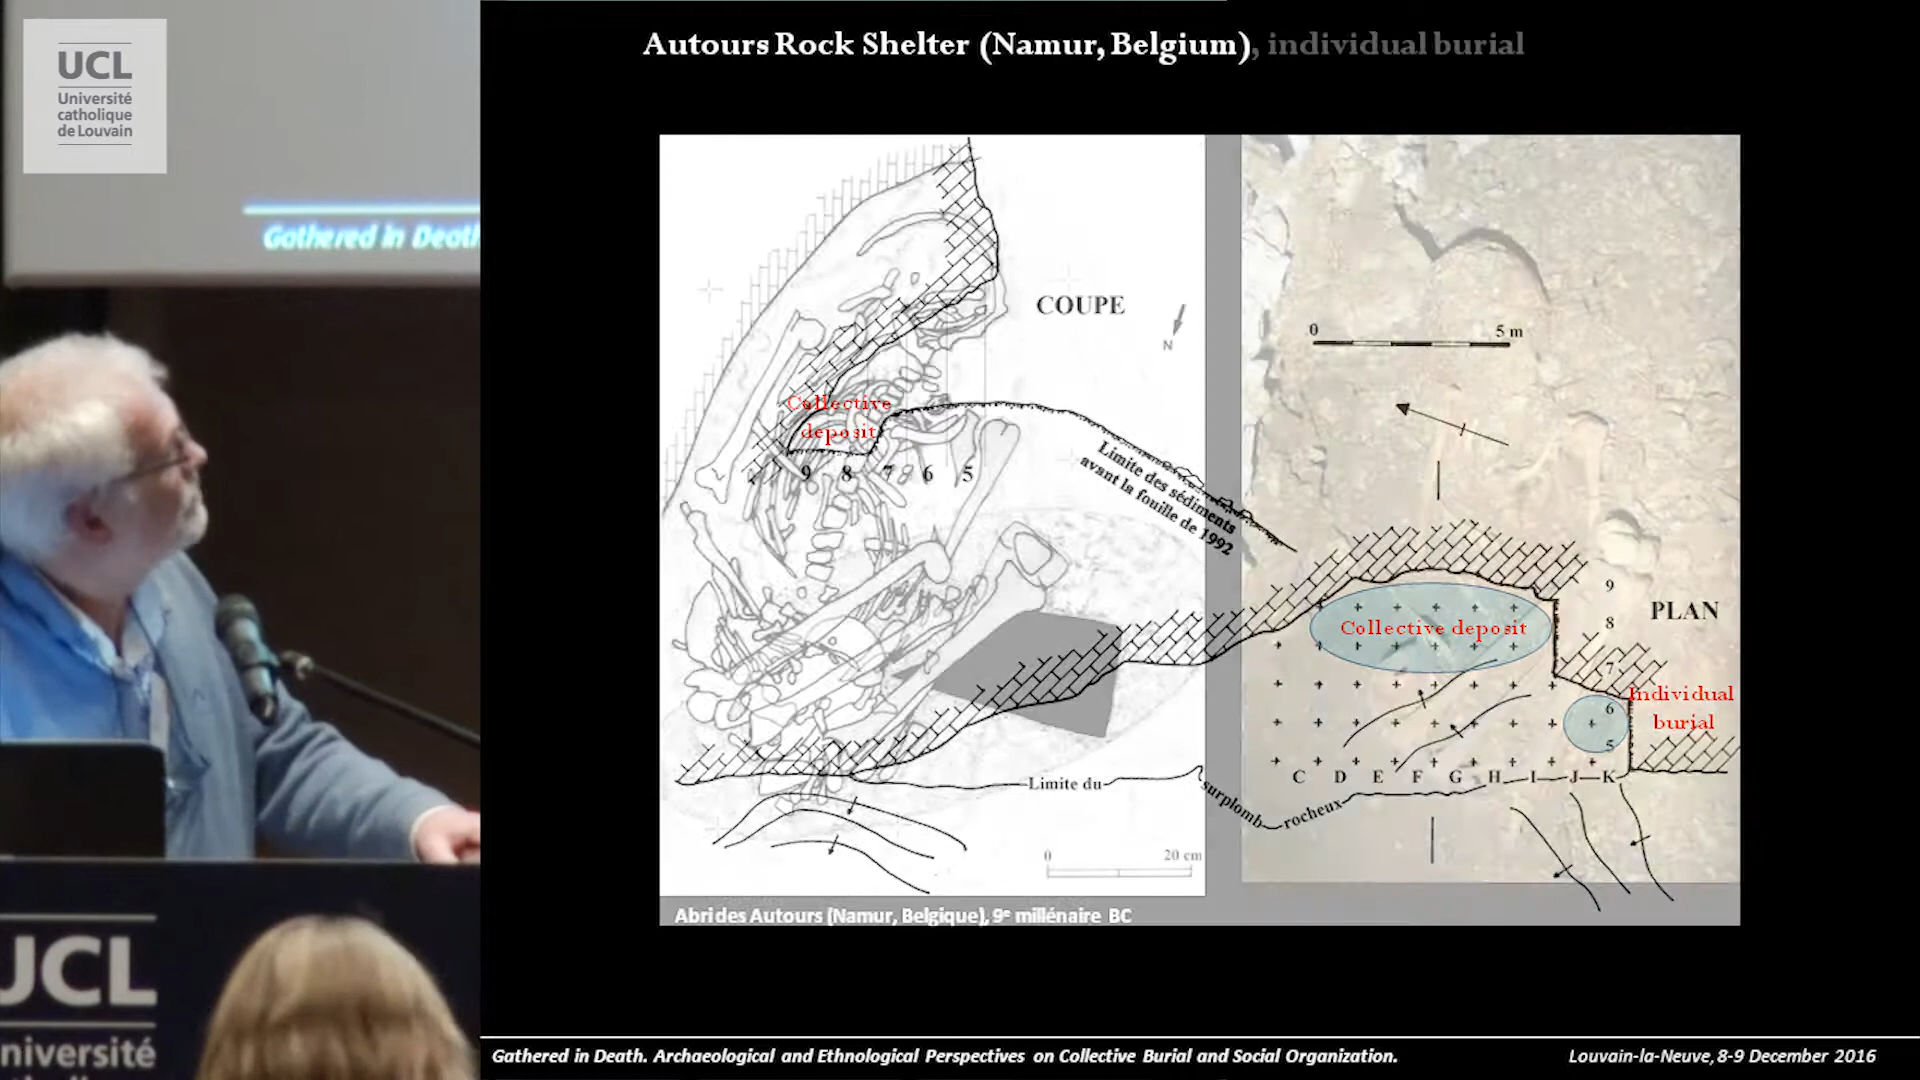 UCL
Université
catholique
de Louvain
Gathered in Death
UCL
niversité
Autours Rock Shelter (Namur, Belgium), individual burial
COUPE
N
Collective
deposit
9 8 7 6 5
Limite des sédiments
avant la fouille de 1992
0 5 m
9
8
7
6
5
PLAN
Collective deposit
Individual
burial
C D E F G H I J K
Limite du surplomb rocheux
0 20 cm
Abri des Autours (Namur, Belgique), 9e millénaire BC
Gathered in Death. Archaeological and Ethnological Perspectives on Collective Burial and Social Organization.
Louvain-la-Neuve, 8-9 December 2016